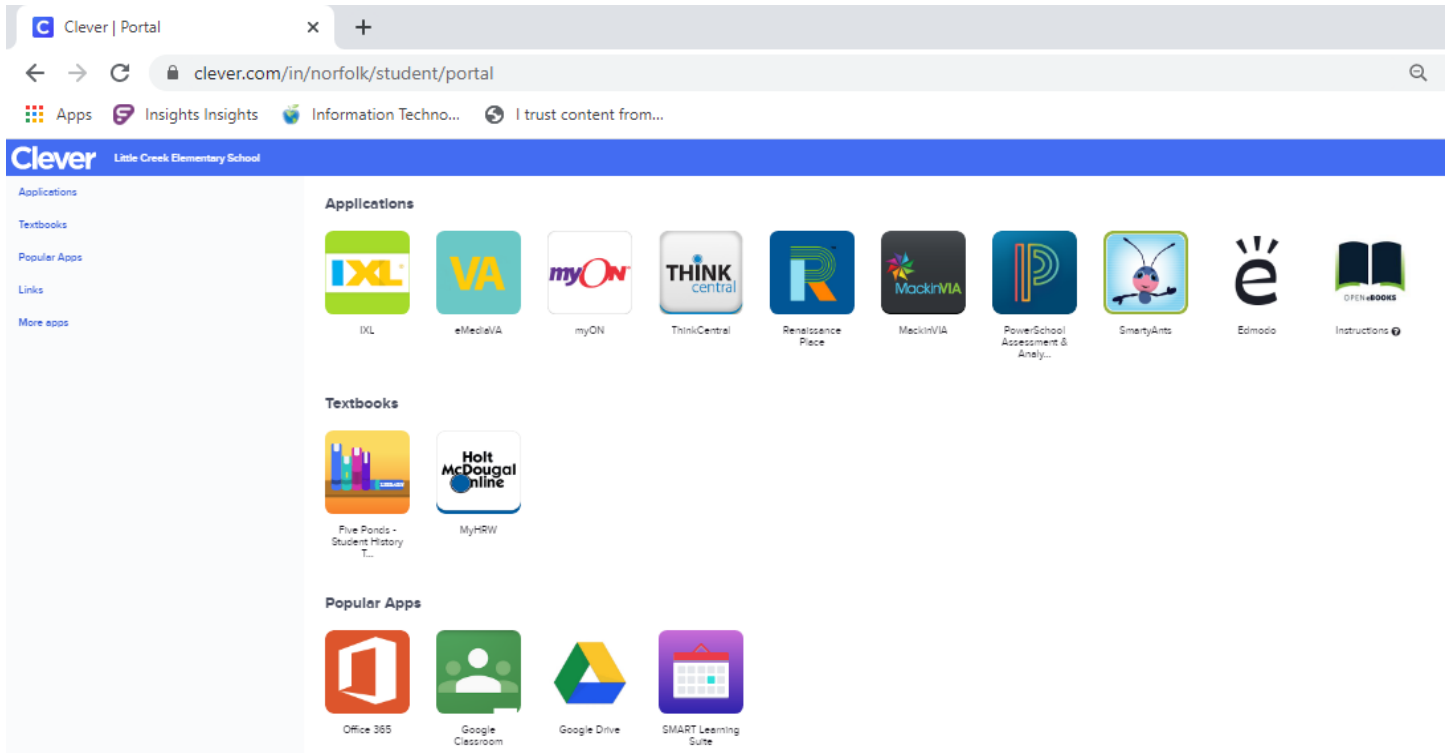 C Clever | Portal
clever.com/in/norfolk/student/portal
Apps Insights Insights Information Techno... I trust content from...
Clever Little Creek Elementary School
Applications
Textbooks
Popular Apps
Links
More apps
Applications
IXL
VA
myON
THINK
central
R
MackinVIA
P
ë
OPEN eBOOKS
IXL
eMediaVA
myON
ThinkCentral
Renaissance
Place
MackinVIA
PowerSchool
Assessment &
Analy...
SmartyAnts
Edmodo
Instructions ?
Textbooks
Holt
McDougal
Online
Five Ponds -
Student History
T...
MyHRW
Popular Apps
Office 365
Google
Classroom
Google Drive
SMART Learning
Suite